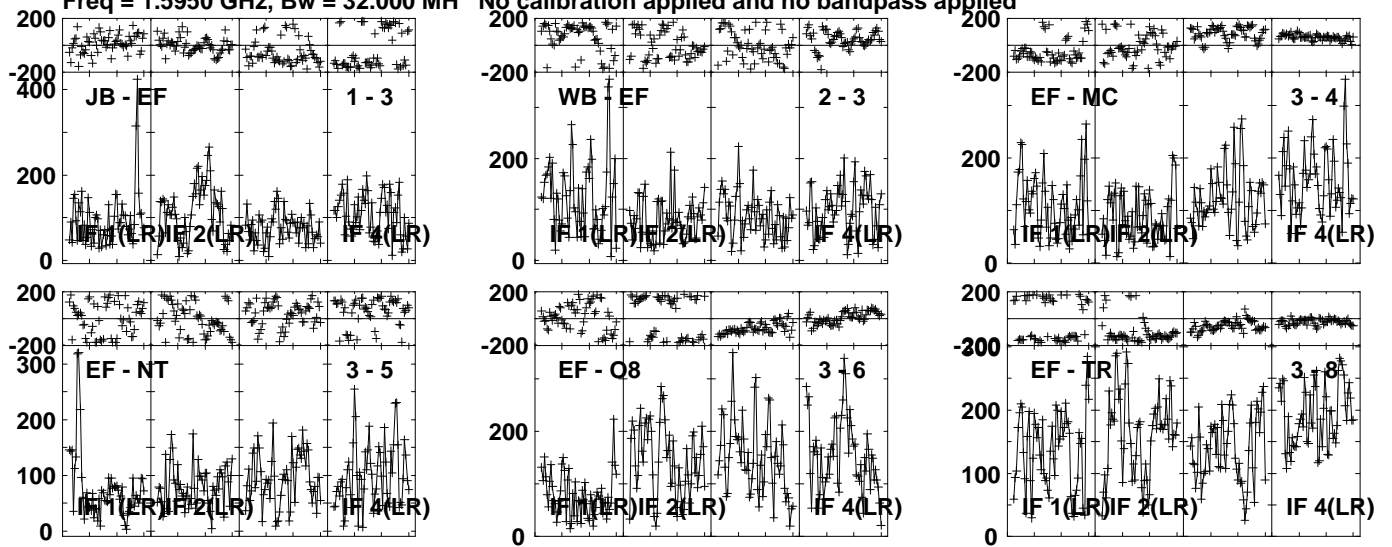 Freq = 1.5950 GHz, Bw = 32.000 MH No calibration applied and no bandpass applied
200
-200
400
200
0
JB - EF
1 - 3
IF 1(LR)
IF 2(LR)
IF 4(LR)
200
-200
200
0
WB - EF
2 - 3
IF 1(LR)
IF 2(LR)
IF 4(LR)
200
-200
200
0
EF - MC
3 - 4
IF 1(LR)
IF 2(LR)
IF 4(LR)
200
-200
300
200
100
0
EF - NT
3 - 5
IF 1(LR)
IF 2(LR)
IF 4(LR)
200
-200
200
0
EF - O8
3 - 6
IF 1(LR)
IF 2(LR)
IF 4(LR)
200
-200
300
200
100
0
EF - TR
3 - 8
IF 1(LR)
IF 2(LR)
IF 4(LR)